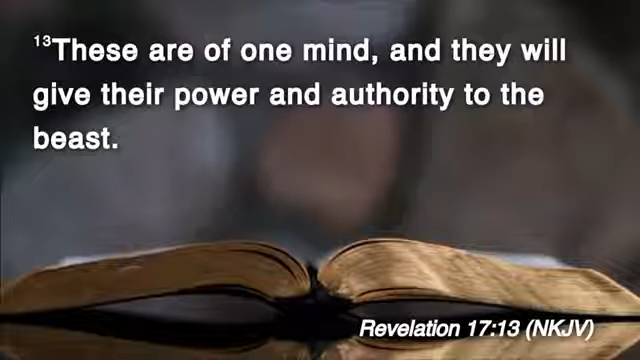 ¹³These are of one mind, and they will
give their power and authority to the
beast.
Revelation 17:13 (NKJV)